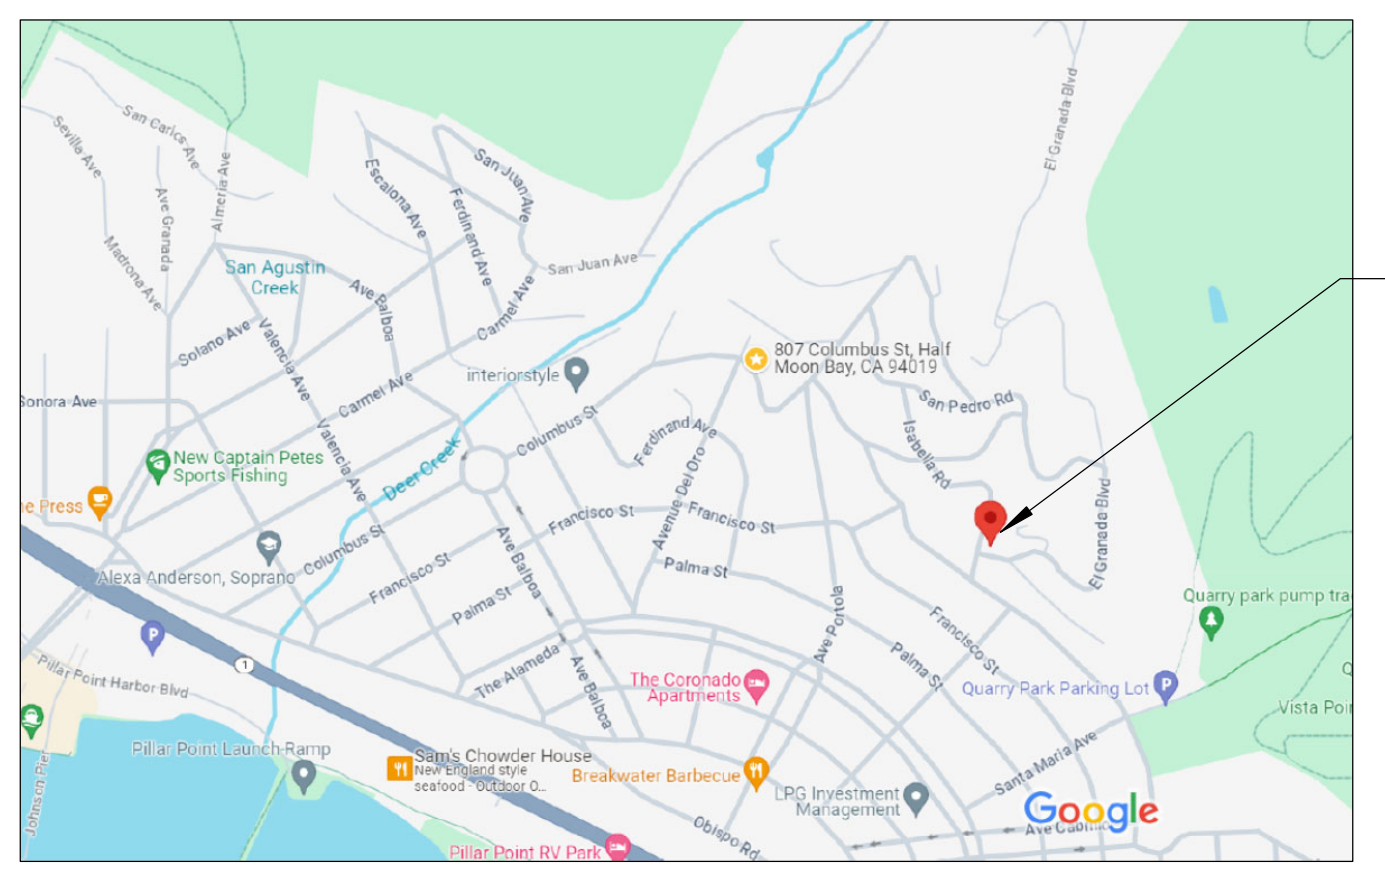 El Granada Blvd
San Carlos Ave
Sevilla Ave
Almeria Ave
Ave Granada
Madrona Ave
San Juan Ave
Escalona Ave
Ferdinand Ave
San Juan Ave
San Agustin
Creek
Ave Balboa
Carmel Ave
Solano Ave
Valencia Ave
807 Columbus St, Half
Moon Bay, CA 94019
interiorstyle
Carmel Ave
Sonora Ave
San Pedro Rd
Columbus St
Ferdinand Ave
Isabella Rd
Valencia Ave
New Captain Petes
Sports Fishing
Deer Creek
Avenue Del Oro
El Granada Blvd
e Press
Francisco St
Francisco St
Columbus St
Ave Balboa
Alexa Anderson, Soprano
Francisco St
Palma St
Palma St
Ave Portola
Quarry park pump tra
Francisco St
P
1
Pillar Point Harbor Blvd
The Alameda
Ave Balboa
The Coronado
Apartments
Palma St
Quarry Park Parking Lot
P
Q
Vista Poi
Pillar Point Launch Ramp
Sam's Chowder House
New England style
seafood · Outdoor O...
Breakwater Barbecue
Santa Maria Ave
LPG Investment
Management
Johnson Pier
Obispo Rd
Google
Ave Cabrillo
Pillar Point RV Park